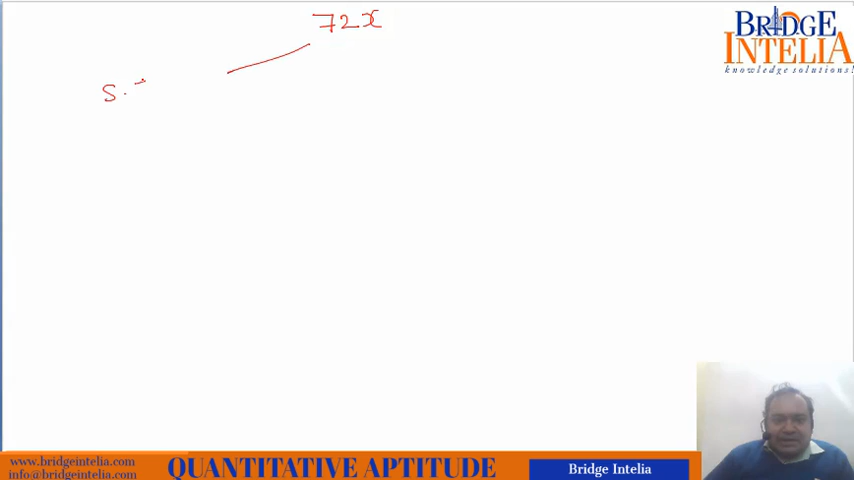 72x
BRIDGE
INTELIA
knowledge solutions!
S.
www.bridgeintelia.com
info@bridgeintelia.com
QUANTITATIVE APTITUDE
Bridge Intelia